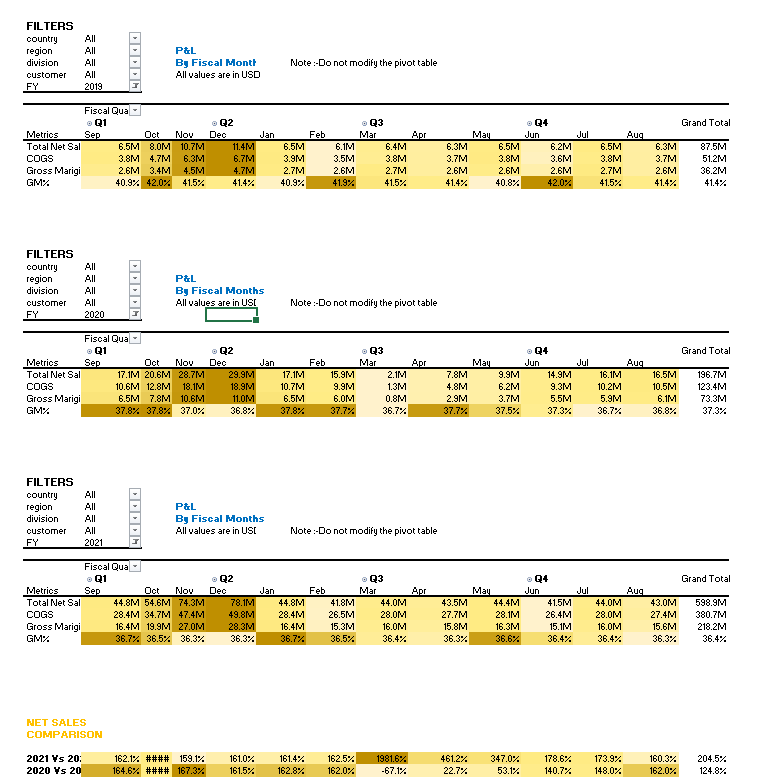 FILTERS
country All
region All P&L
division All By Fiscal Month Note :-Do not modify the pivot table
customer All All values are in USD
FY 2019
Fiscal Qua
Q1 Q2 Q3 Q4 Grand Total
Metrics Sep Oct Nov Dec Jan Feb Mar Apr May Jun Jul Aug
Total Net Sal 6.5M 8.0M 10.7M 11.4M 6.5M 6.1M 6.4M 6.3M 6.5M 6.2M 6.5M 6.3M 87.5M
COGS 3.8M 4.7M 6.3M 6.7M 3.9M 3.5M 3.8M 3.7M 3.8M 3.6M 3.8M 3.7M 51.2M
Gross Marigi 2.6M 3.4M 4.5M 4.7M 2.7M 2.6M 2.7M 2.6M 2.6M 2.6M 2.7M 2.6M 36.2M
GM% 40.9% 42.0% 41.5% 41.4% 40.9% 41.9% 41.5% 41.4% 40.8% 42.0% 41.5% 41.4% 41.4%
FILTERS
country All
region All P&L
division All By Fiscal Months
customer All All values are in USI Note :-Do not modify the pivot table
FY 2020
Fiscal Qua
Q1 Q2 Q3 Q4 Grand Total
Metrics Sep Oct Nov Dec Jan Feb Mar Apr May Jun Jul Aug
Total Net Sal 17.1M 20.6M 28.7M 29.9M 17.1M 15.9M 2.1M 7.8M 9.9M 14.9M 16.1M 16.5M 196.7M
COGS 10.6M 12.8M 18.1M 18.9M 10.7M 9.9M 1.3M 4.8M 6.2M 9.3M 10.2M 10.5M 123.4M
Gross Marigi 6.5M 7.8M 10.6M 11.0M 6.5M 6.0M 0.8M 2.9M 3.7M 5.5M 5.9M 6.1M 73.3M
GM% 37.8% 37.8% 37.0% 36.8% 37.8% 37.7% 36.7% 37.7% 37.5% 37.3% 36.7% 36.8% 37.3%
FILTERS
country All
region All P&L
division All By Fiscal Months
customer All All values are in USI Note :-Do not modify the pivot table
FY 2021
Fiscal Qua
Q1 Q2 Q3 Q4 Grand Total
Metrics Sep Oct Nov Dec Jan Feb Mar Apr May Jun Jul Aug
Total Net Sal 44.8M 54.6M 74.3M 78.1M 44.8M 41.8M 44.0M 43.5M 44.4M 41.5M 44.0M 43.0M 598.9M
COGS 28.4M 34.7M 47.4M 49.8M 28.4M 26.5M 28.0M 27.7M 28.1M 26.4M 28.0M 27.4M 380.7M
Gross Marigi 16.4M 19.9M 27.0M 28.3M 16.4M 15.3M 16.0M 15.8M 16.3M 15.1M 16.0M 15.6M 218.2M
GM% 36.7% 36.5% 36.3% 36.3% 36.7% 36.5% 36.4% 36.3% 36.6% 36.4% 36.4% 36.3% 36.4%
NET SALES
COMPARISON
2021 Vs 20 162.1% #### 159.1% 161.0% 161.4% 162.5% 1981.6% 461.2% 347.0% 178.6% 173.9% 160.3% 204.5%
2020 Vs 20 164.6% #### 167.3% 161.5% 162.8% 162.0% -67.1% 22.7% 53.1% 140.7% 148.0% 162.0% 124.8%